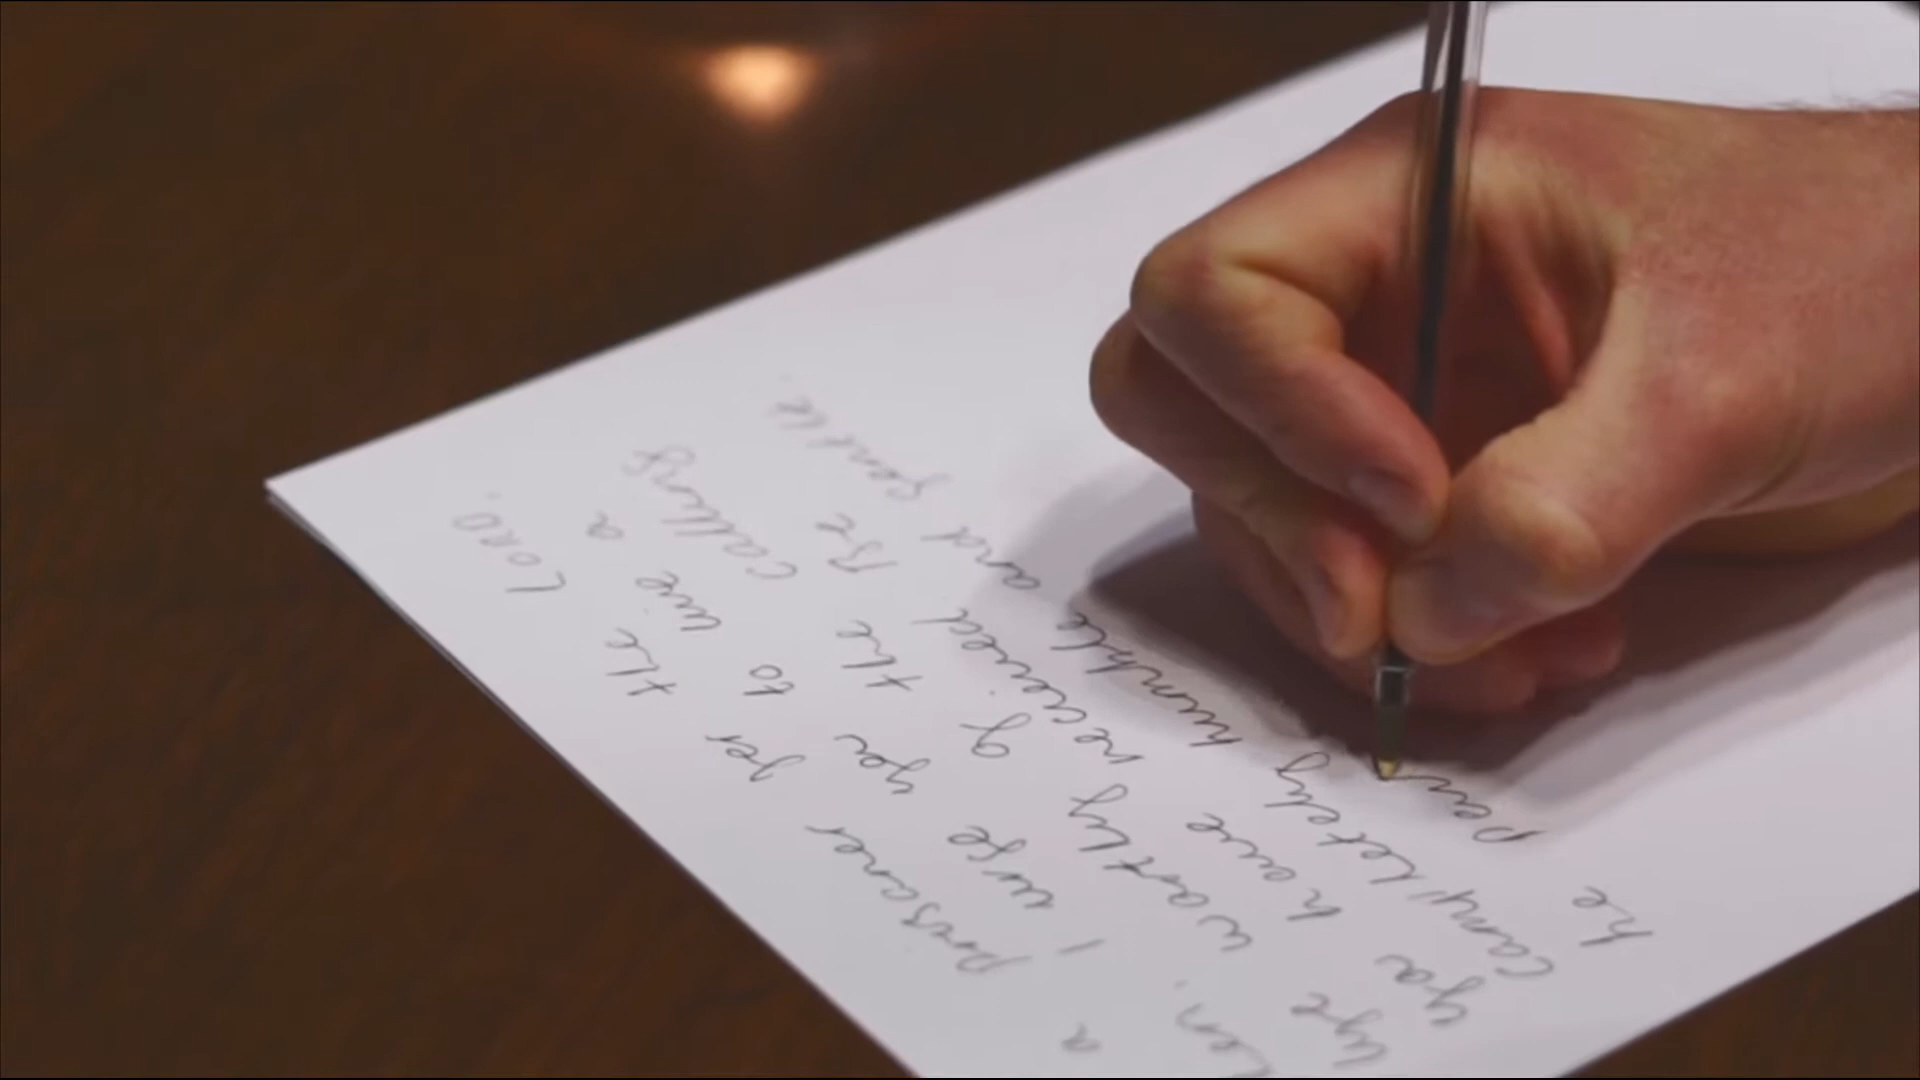 a prisoner for the Lord.
then, I urge you to live a
life worthy of the calling
you have received Be
completely humble and gentle.
be